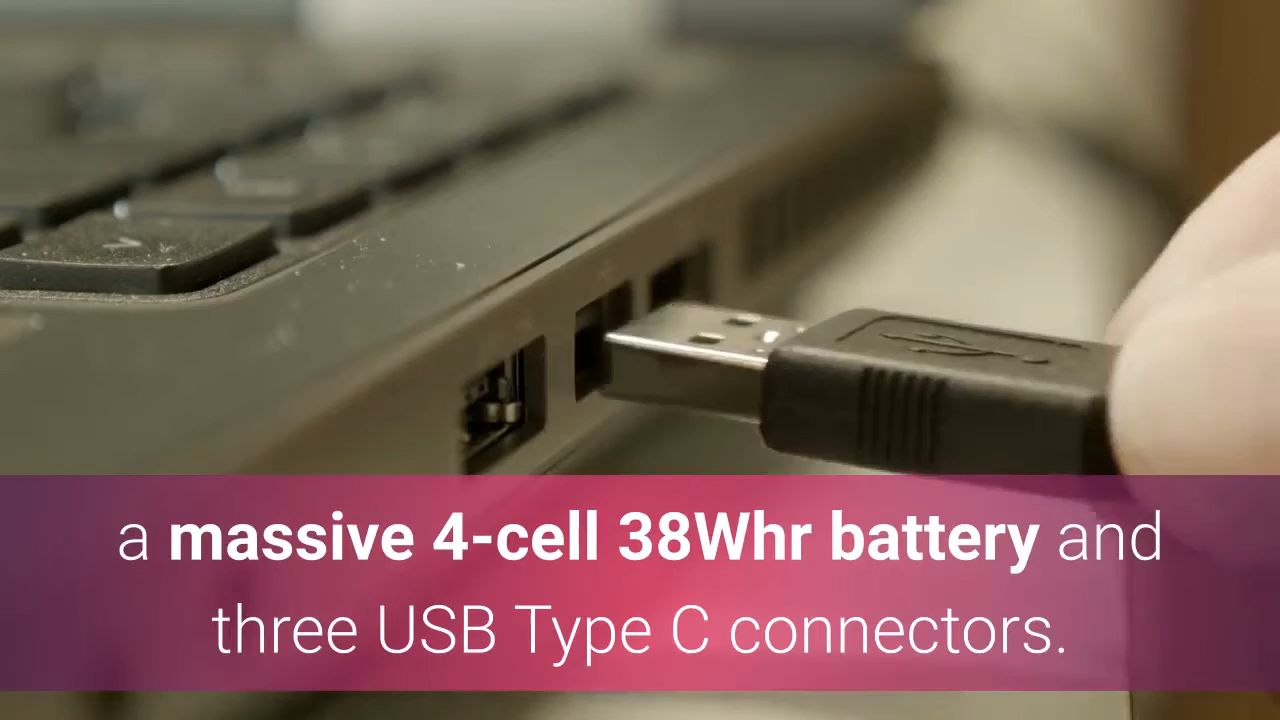 a massive 4-cell 38Whr battery and
three USB Type C connectors.